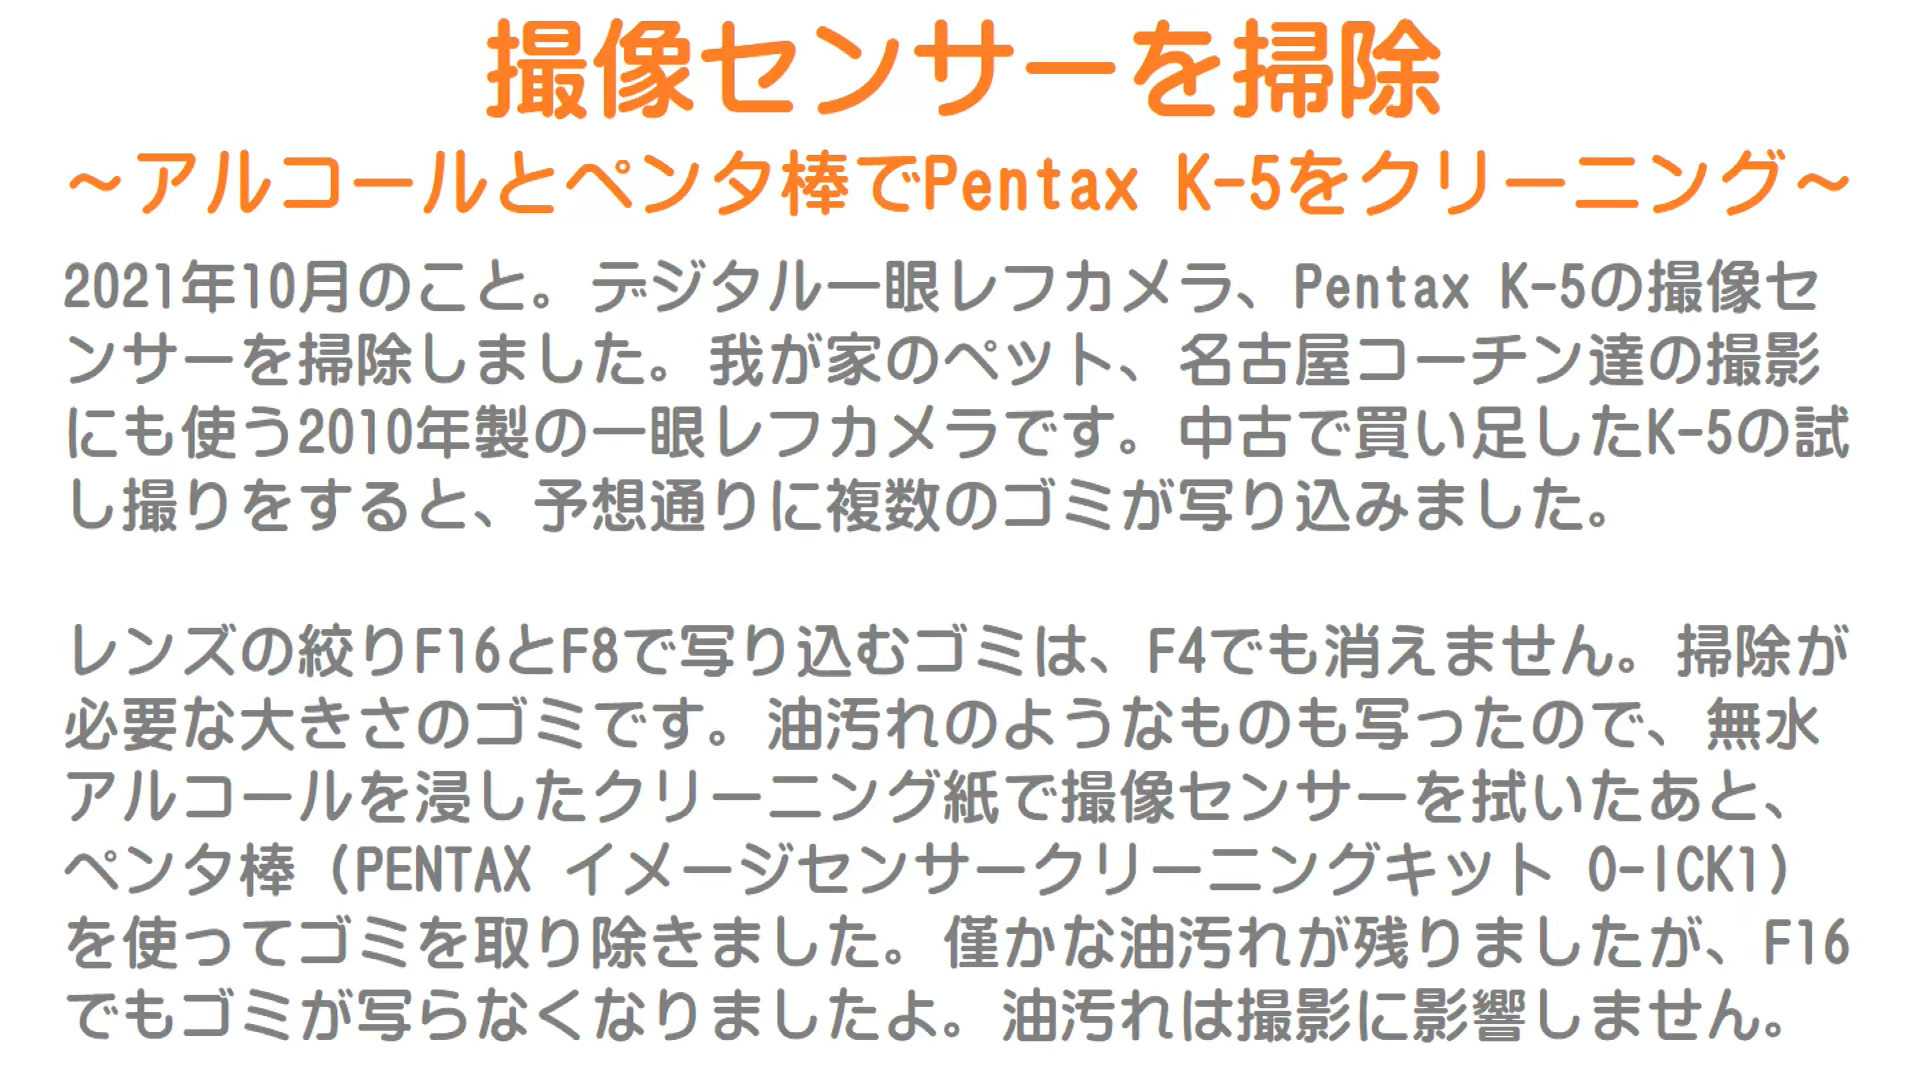 撮像センサーを掃除
～アルコールとペンタ棒でPentax K-5をクリーニング～
2021年10月のこと。デジタル一眼レフカメラ、Pentax K-5の撮像セ
ンサーを掃除しました。我が家のペット、名古屋コーチン達の撮影
にも使う2010年製の一眼レフカメラです。中古で買い足したK-5の試
し撮りをすると、予想通りに複数のゴミが写り込みました。
レンズの絞りF16とF8で写り込むゴミは、F4でも消えません。掃除が
必要な大きさのゴミです。油汚れのようなものも写ったので、無水
アルコールを浸したクリーニング紙で撮像センサーを拭いたあと、
ペンタ棒（PENTAX イメージセンサークリーニングキット O-ICK1）
を使ってゴミを取り除きました。僅かな油汚れが残りましたが、F16
でもゴミが写らなくなりましたよ。油汚れは撮影に影響しません。